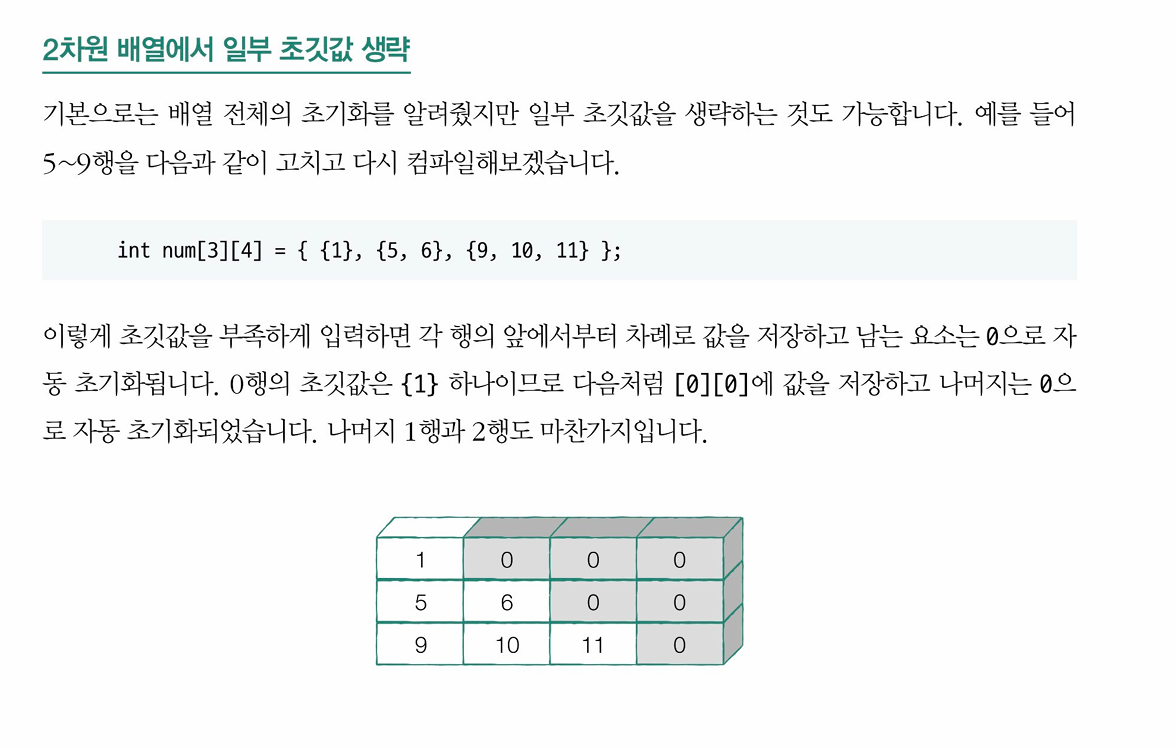 2차원 배열에서 일부 초깃값 생략
기본으로는 배열 전체의 초기화를 알려줬지만 일부 초깃값을 생략하는 것도 가능합니다. 예를 들어
5~9행을 다음과 같이 고치고 다시 컴파일해보겠습니다.
int num[3][4] = { {1}, {5, 6}, {9, 10, 11} };
이렇게 초깃값을 부족하게 입력하면 각 행의 앞에서부터 차례로 값을 저장하고 남는 요소는 0으로 자
동 초기화됩니다. 0행의 초깃값은 {1} 하나이므로 다음처럼 [0][0]에 값을 저장하고 나머지는 0으
로 자동 초기화되었습니다. 나머지 1행과 2행도 마찬가지입니다.
1 0 0 0
5 6 0 0
9 10 11 0